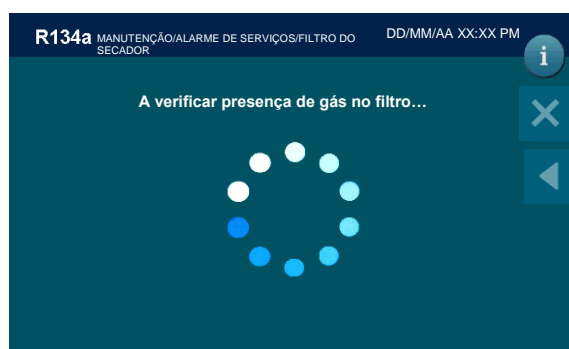 R134a MANUTENÇÃO/ALARME DE SERVIÇOS/FILTRO DO
SECADOR
DD/MM/AA XX:XX PM
i
A verificar presença de gás no filtro…